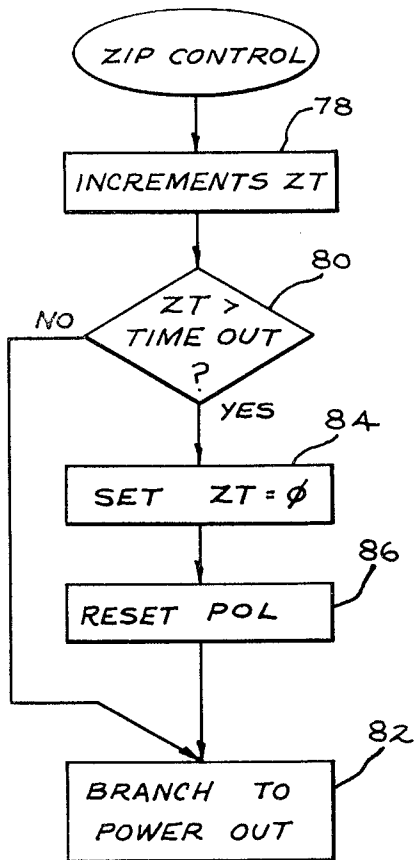 ZIP CONTROL
78
INCREMENTS ZT
80
ZT >
TIME OUT
?
NO
YES
84
SET ZT = ϕ
86
RESET POL
82
BRANCH TO
POWER OUT